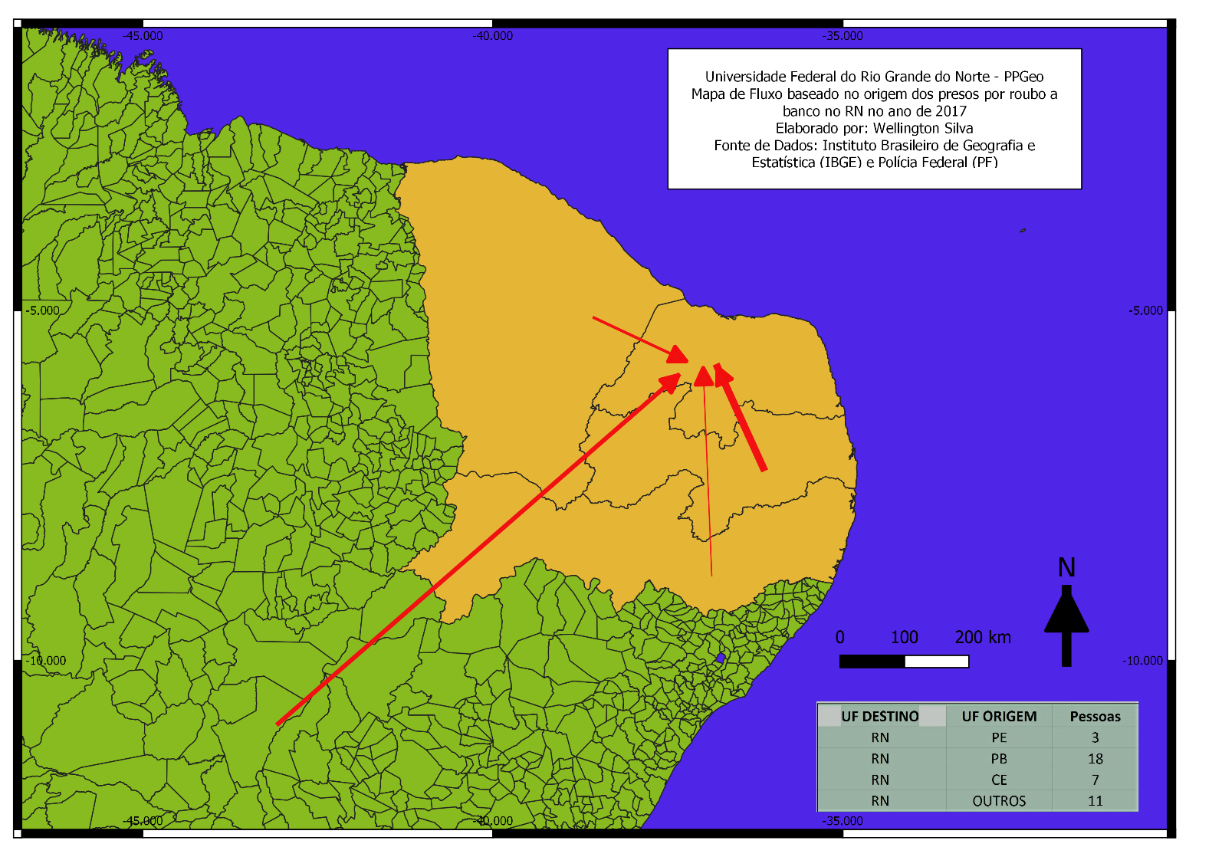 -45.000
-40.000
-35.000
Universidade Federal do Rio Grande do Norte - PPGeo
Mapa de Fluxo baseado no origem dos presos por roubo a
banco no RN no ano de 2017
Elaborado por: Wellington Silva
Fonte de Dados: Instituto Brasileiro de Geografia e
Estatística (IBGE) e Polícia Federal (PF)
-5.000
-5.000
N
0 100 200 km
-10.000
-10.000
UF DESTINO UF ORIGEM Pessoas
RN PE 3
RN PB 18
RN CE 7
RN OUTROS 11
-45.000
-40.000
-35.000